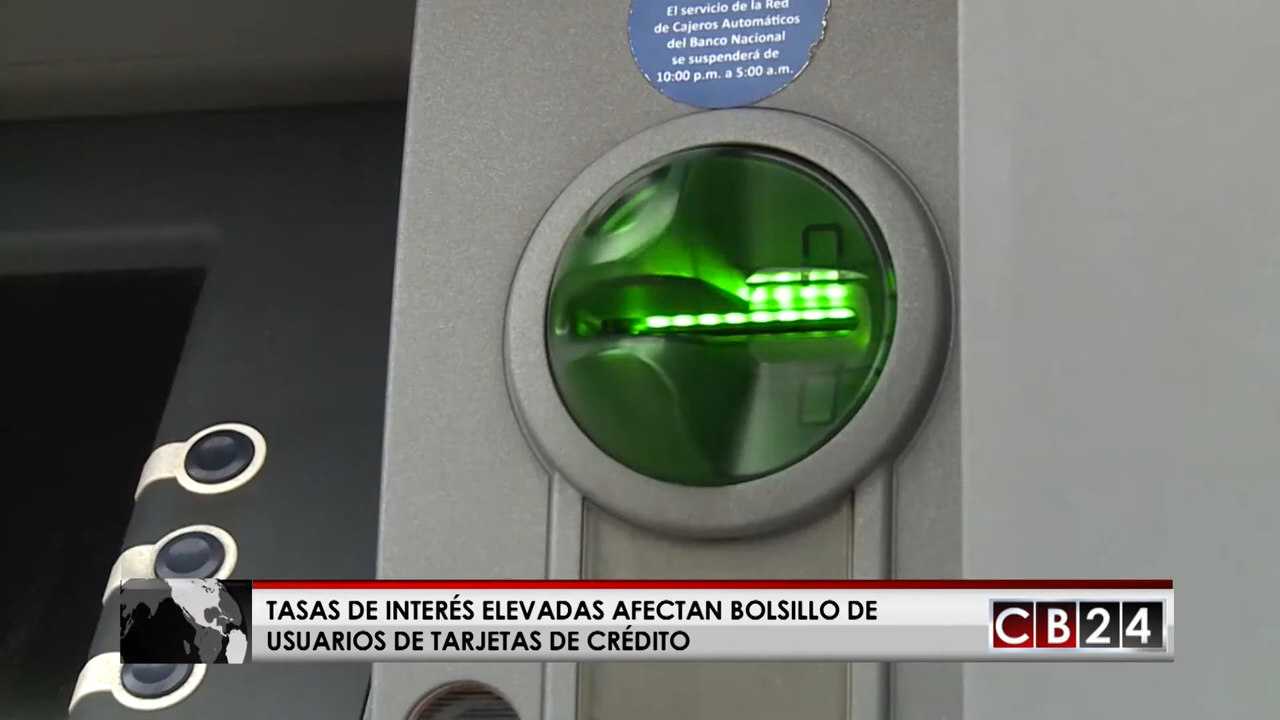 El servicio de la Red
de Cajeros Automáticos
del Banco Nacional
se suspenderá de
10:00 p.m. a 5:00 a.m.
TASAS DE INTERÉS ELEVADAS AFECTAN BOLSILLO DE
USUARIOS DE TARJETAS DE CRÉDITO
CB24